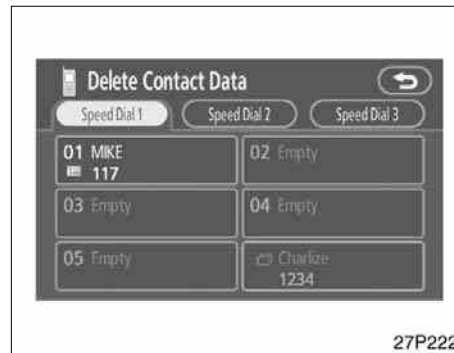 Delete Contact Data
Speed Dial 1 Speed Dial 2 Speed Dial 3
01 MIKE 02 Empty
117
03 Empty 04 Empty
05 Empty Charlize
1234
27P222